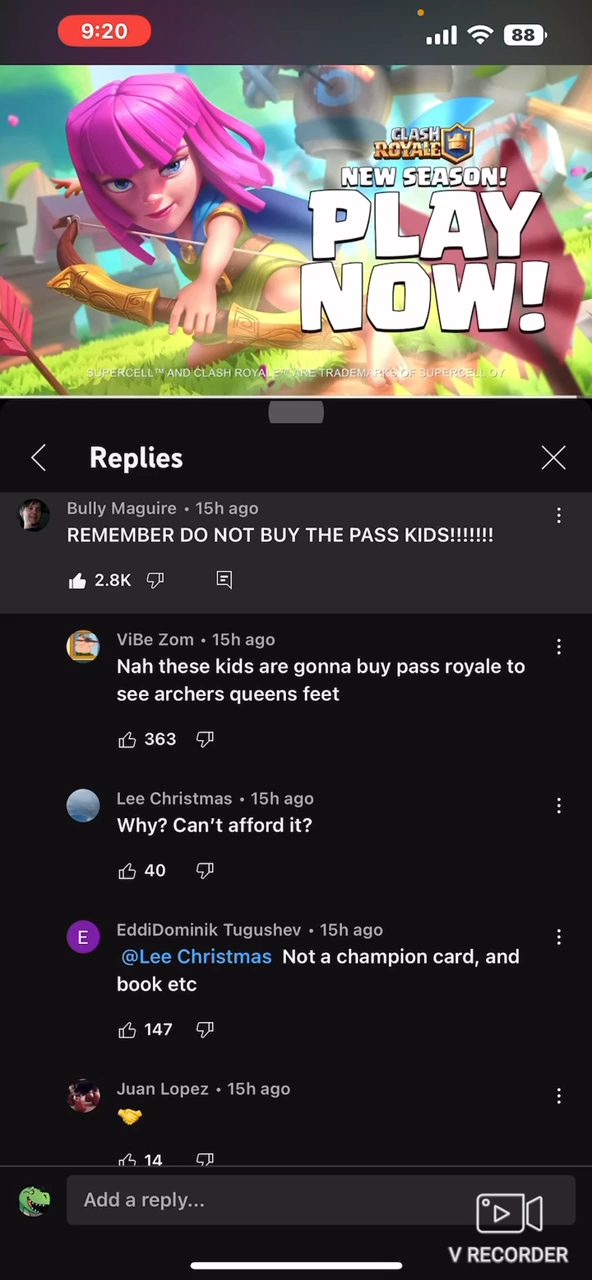 9:20
88
CLASH
ROYALE
NEW SEASON!
PLAY
NOW!
SUPERCELL™ AND CLASH ROYALE™ ARE TRADEMARKS OF SUPERCELL OY
Replies
Bully Maguire • 15h ago
REMEMBER DO NOT BUY THE PASS KIDS!!!!!!!
2.8K
ViBe Zom • 15h ago
Nah these kids are gonna buy pass royale to
see archers queens feet
363
Lee Christmas • 15h ago
Why? Can’t afford it?
40
E
EddiDominik Tugushev • 15h ago
@Lee Christmas Not a champion card, and
book etc
147
Juan Lopez • 15h ago
🤝
14
Add a reply...
V RECORDER